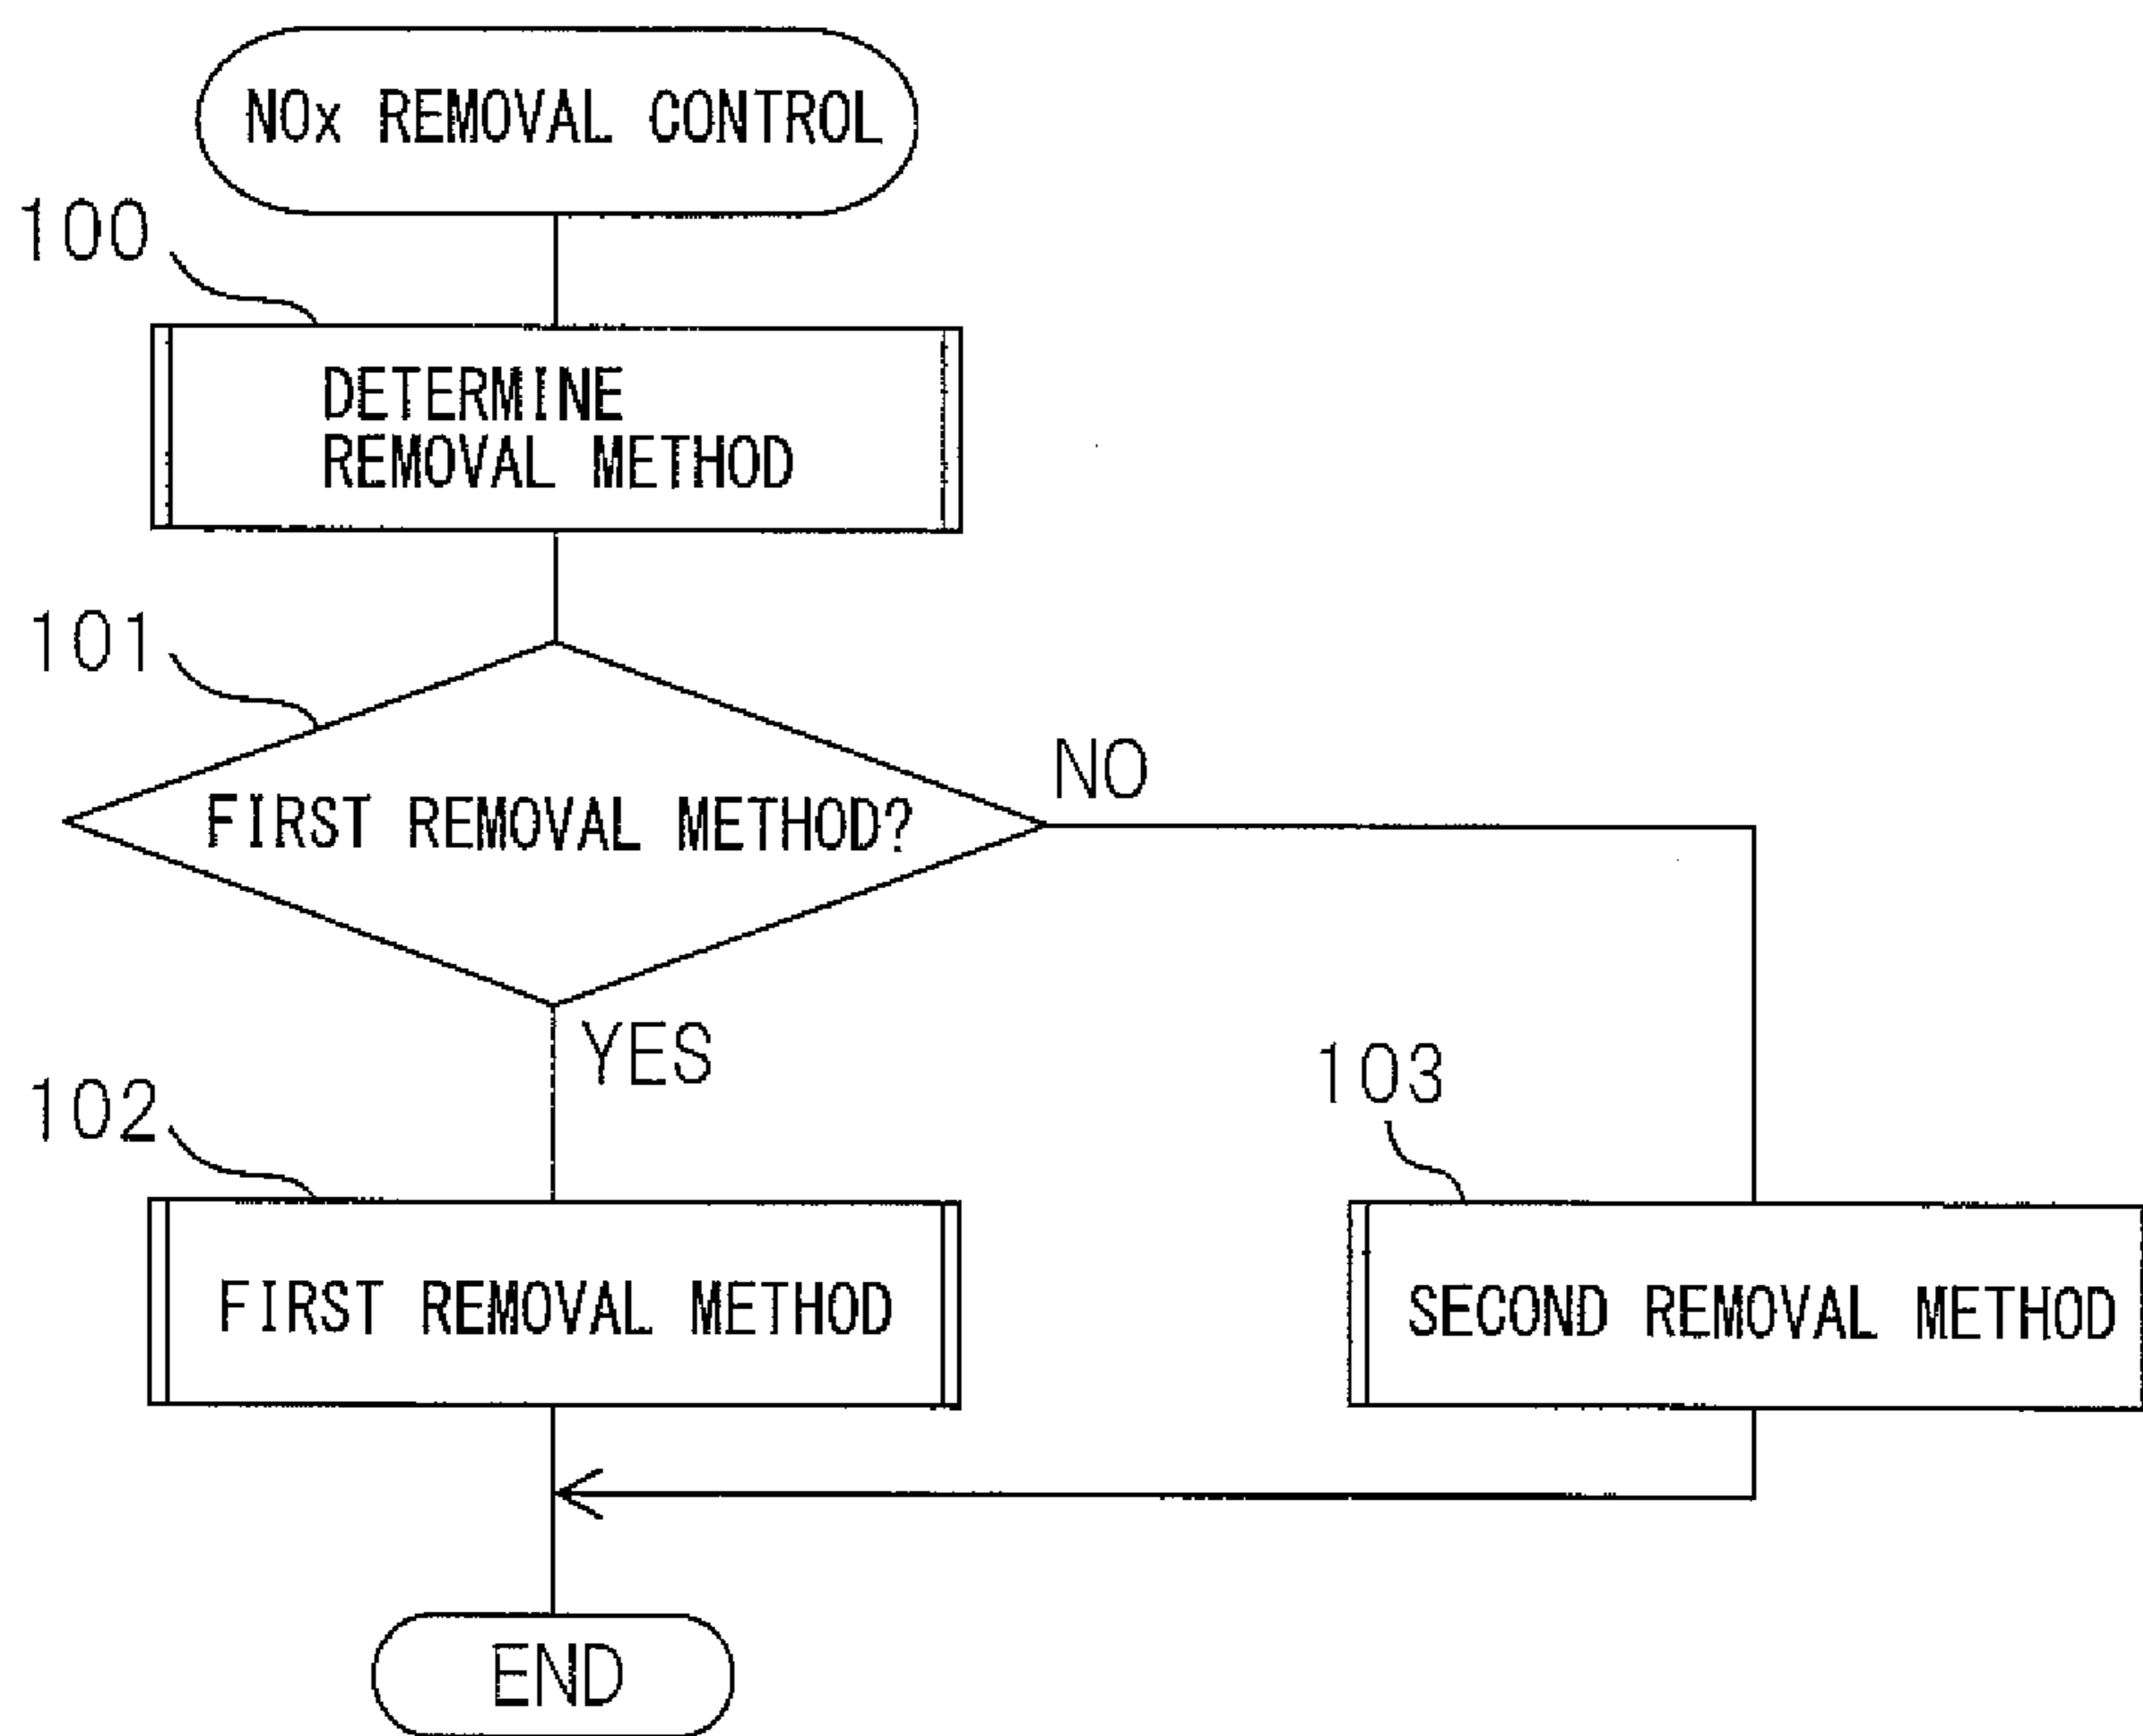 NOx REMOVAL CONTROL
100
DETERMINE
REMOVAL METHOD
101
FIRST REMOVAL METHOD?
NO
YES
102
FIRST REMOVAL METHOD
103
SECOND REMOVAL METHOD
END